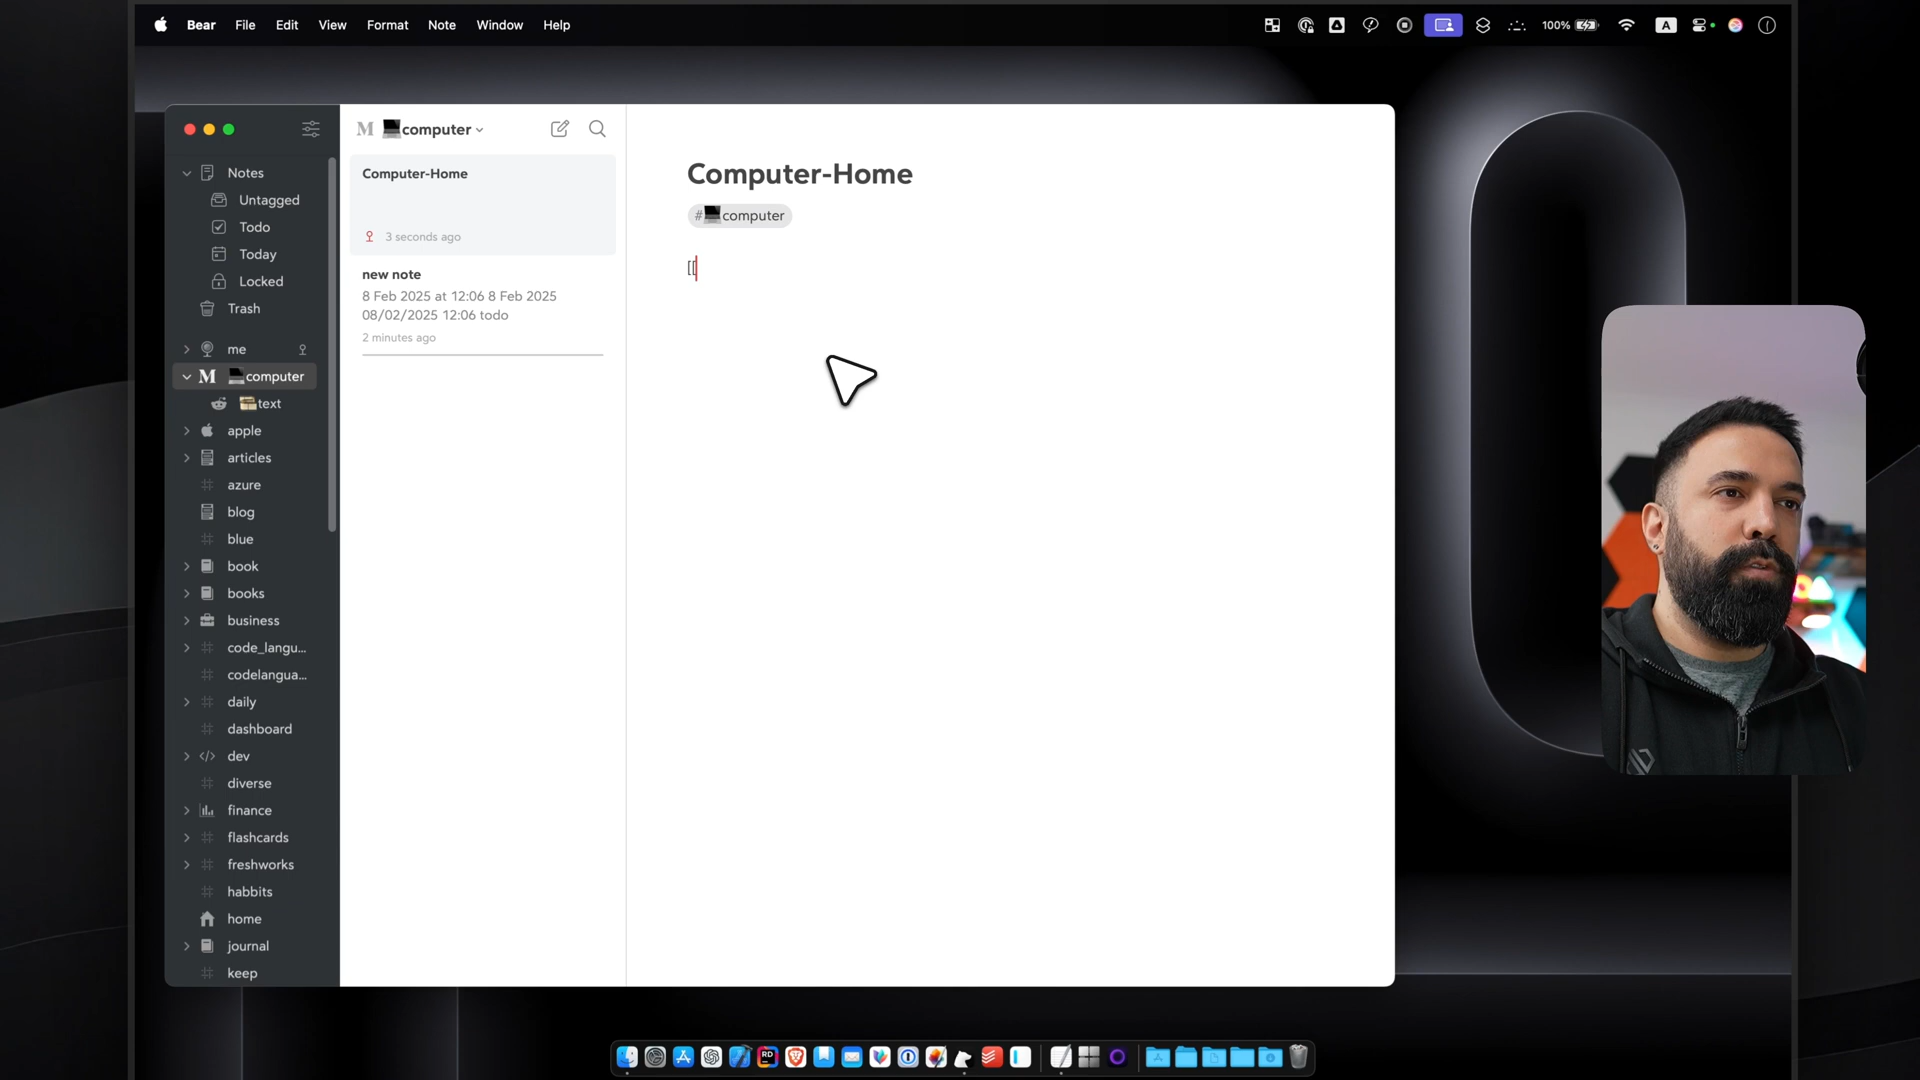 Bear File Edit View Format Note Window Help
100% A
M computer
Computer-Home
3 seconds ago
new note
8 Feb 2025 at 12:06 8 Feb 2025
08/02/2025 12:06 todo
2 minutes ago
Notes
Untagged
Todo
Today
Locked
Trash
me
M computer
text
apple
articles
azure
blog
blue
book
books
business
code_langu...
codelangua...
daily
dashboard
dev
diverse
finance
flashcards
freshworks
habbits
home
journal
keep
Computer-Home
#computer
[[
RD